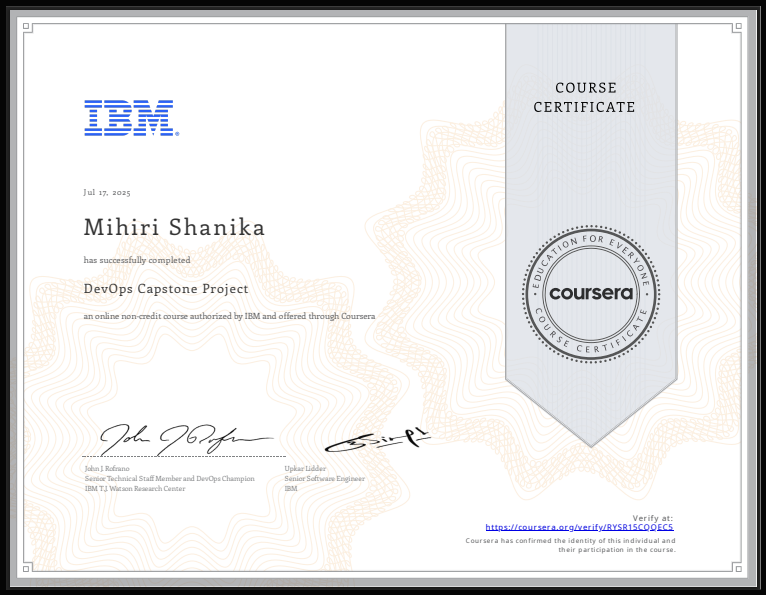 COURSE
CERTIFICATE
IBM®
Jul 17, 2025
Mihiri Shanika
has successfully completed
DevOps Capstone Project
an online non-credit course authorized by IBM and offered through Coursera
EDUCATION FOR EVERYONE
coursera
COURSE CERTIFICATE
John J. Rofrano
Senior Technical Staff Member and DevOps Champion
IBM T.J. Watson Research Center
Upkar Lidder
Senior Software Engineer
IBM
Verify at:
https://coursera.org/verify/RYSR15CQQEC5
Coursera has confirmed the identity of this individual and
their participation in the course.